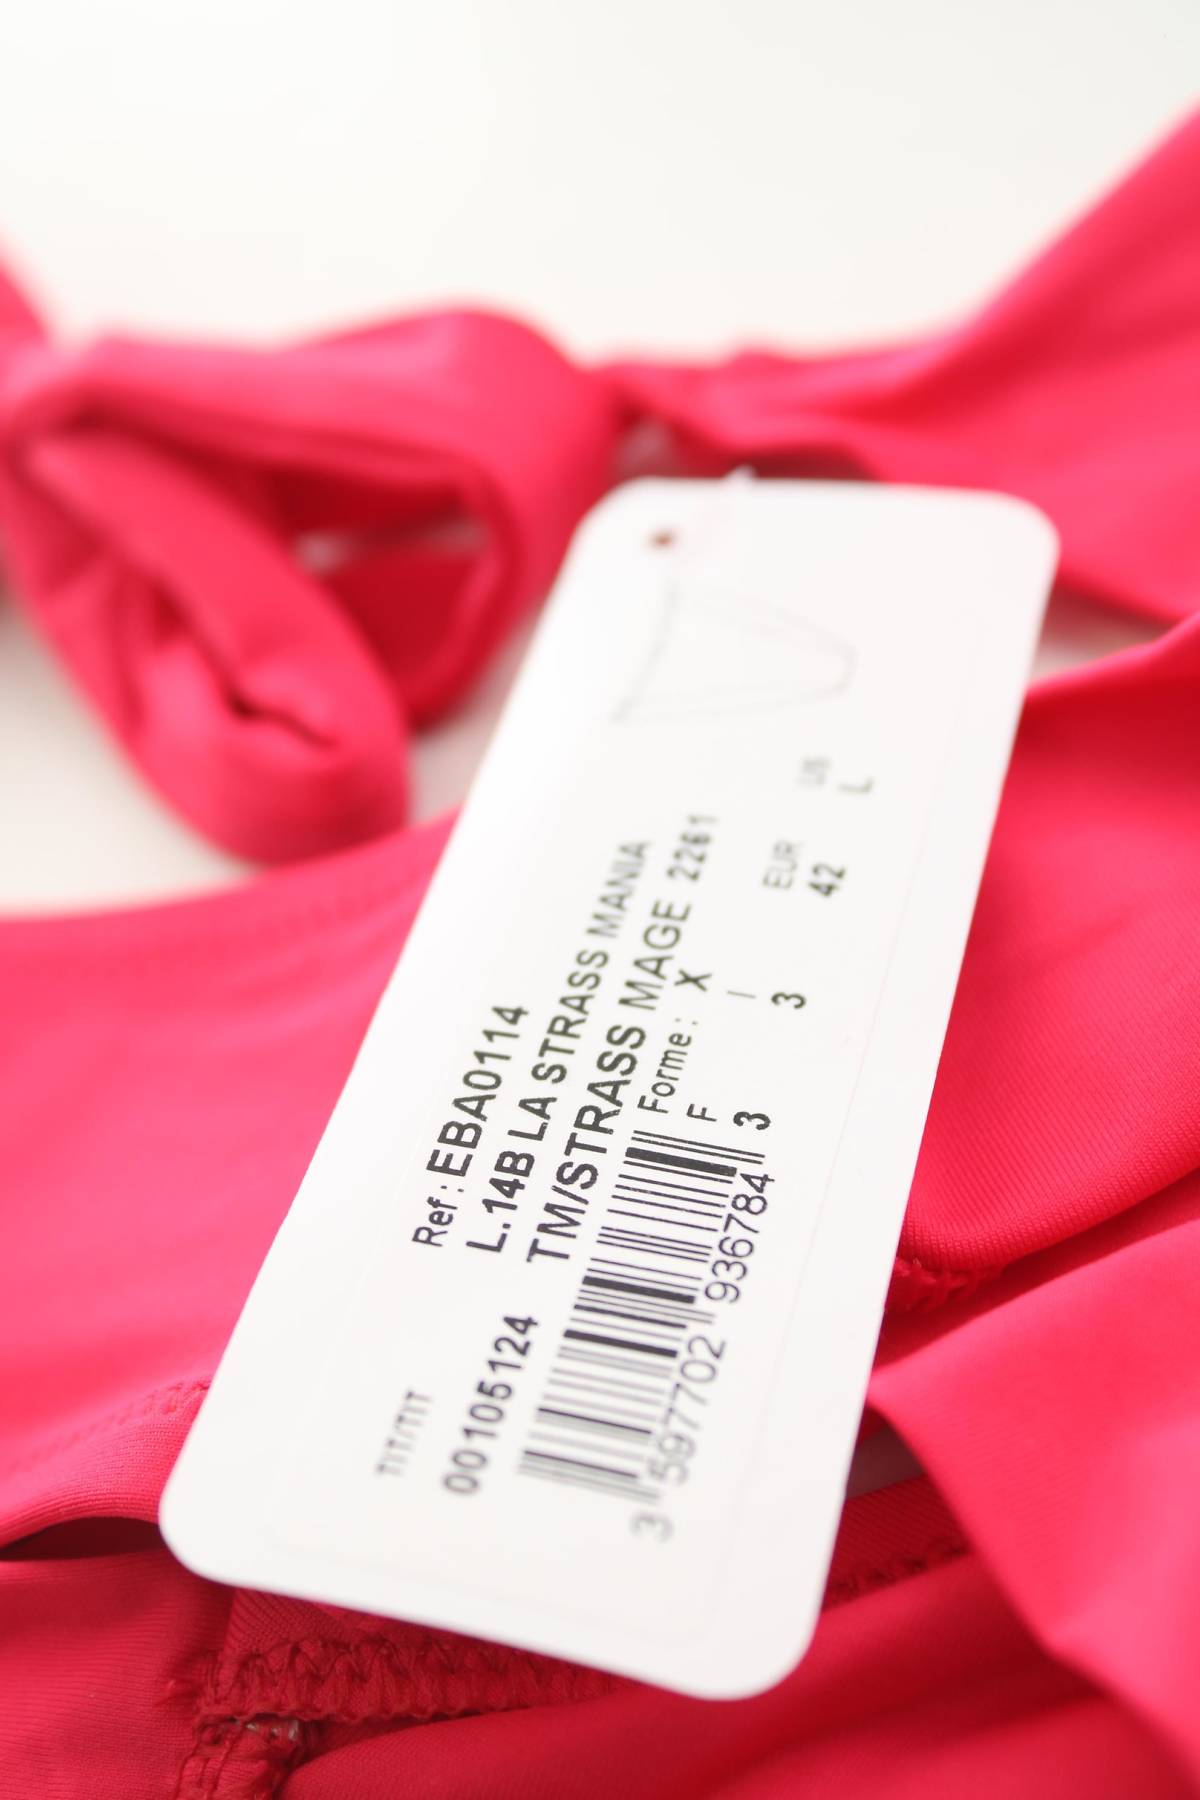 Ref: EBA0114
L.14B LA STRASS MANIA
TM/STRASS MAGE 2261
Forme: X
F I EUR US
3 3 42 L
TIT/TIT
00105124
3 597702 936784